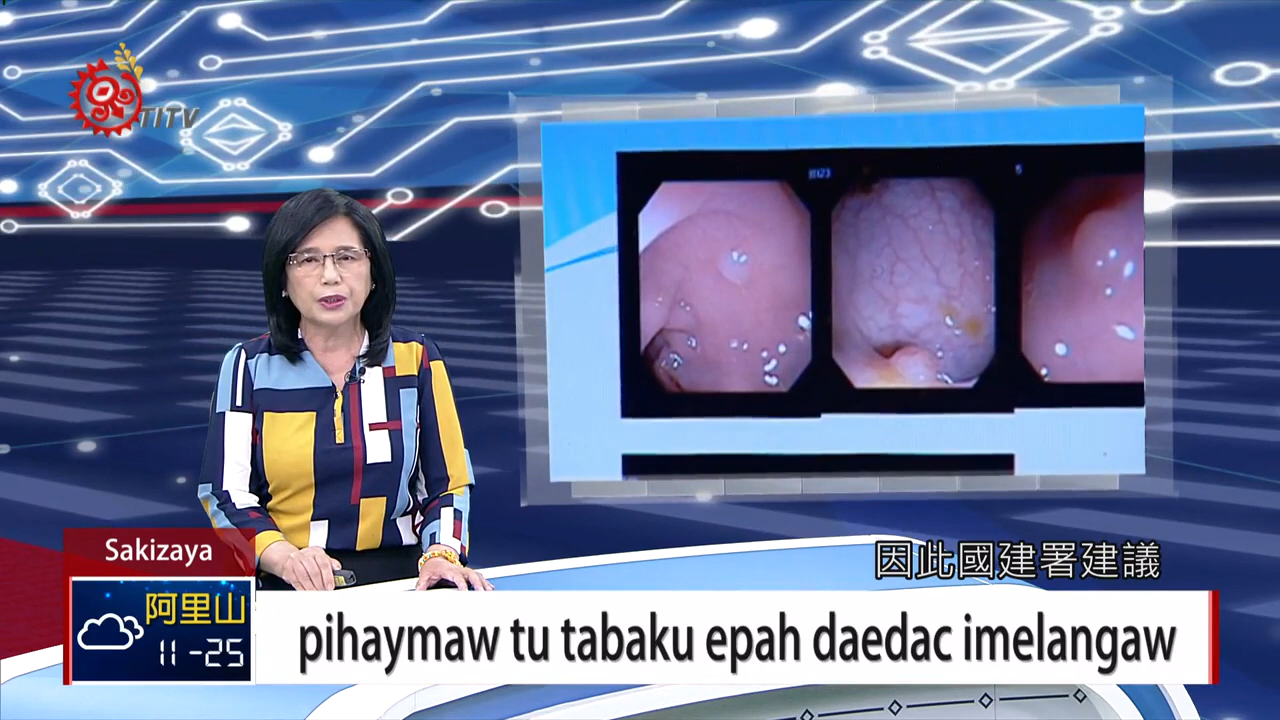 TITV
因此國建署建議
Sakizaya
阿里山
11-25
pihaymaw tu tabaku epah daedac imelangaw